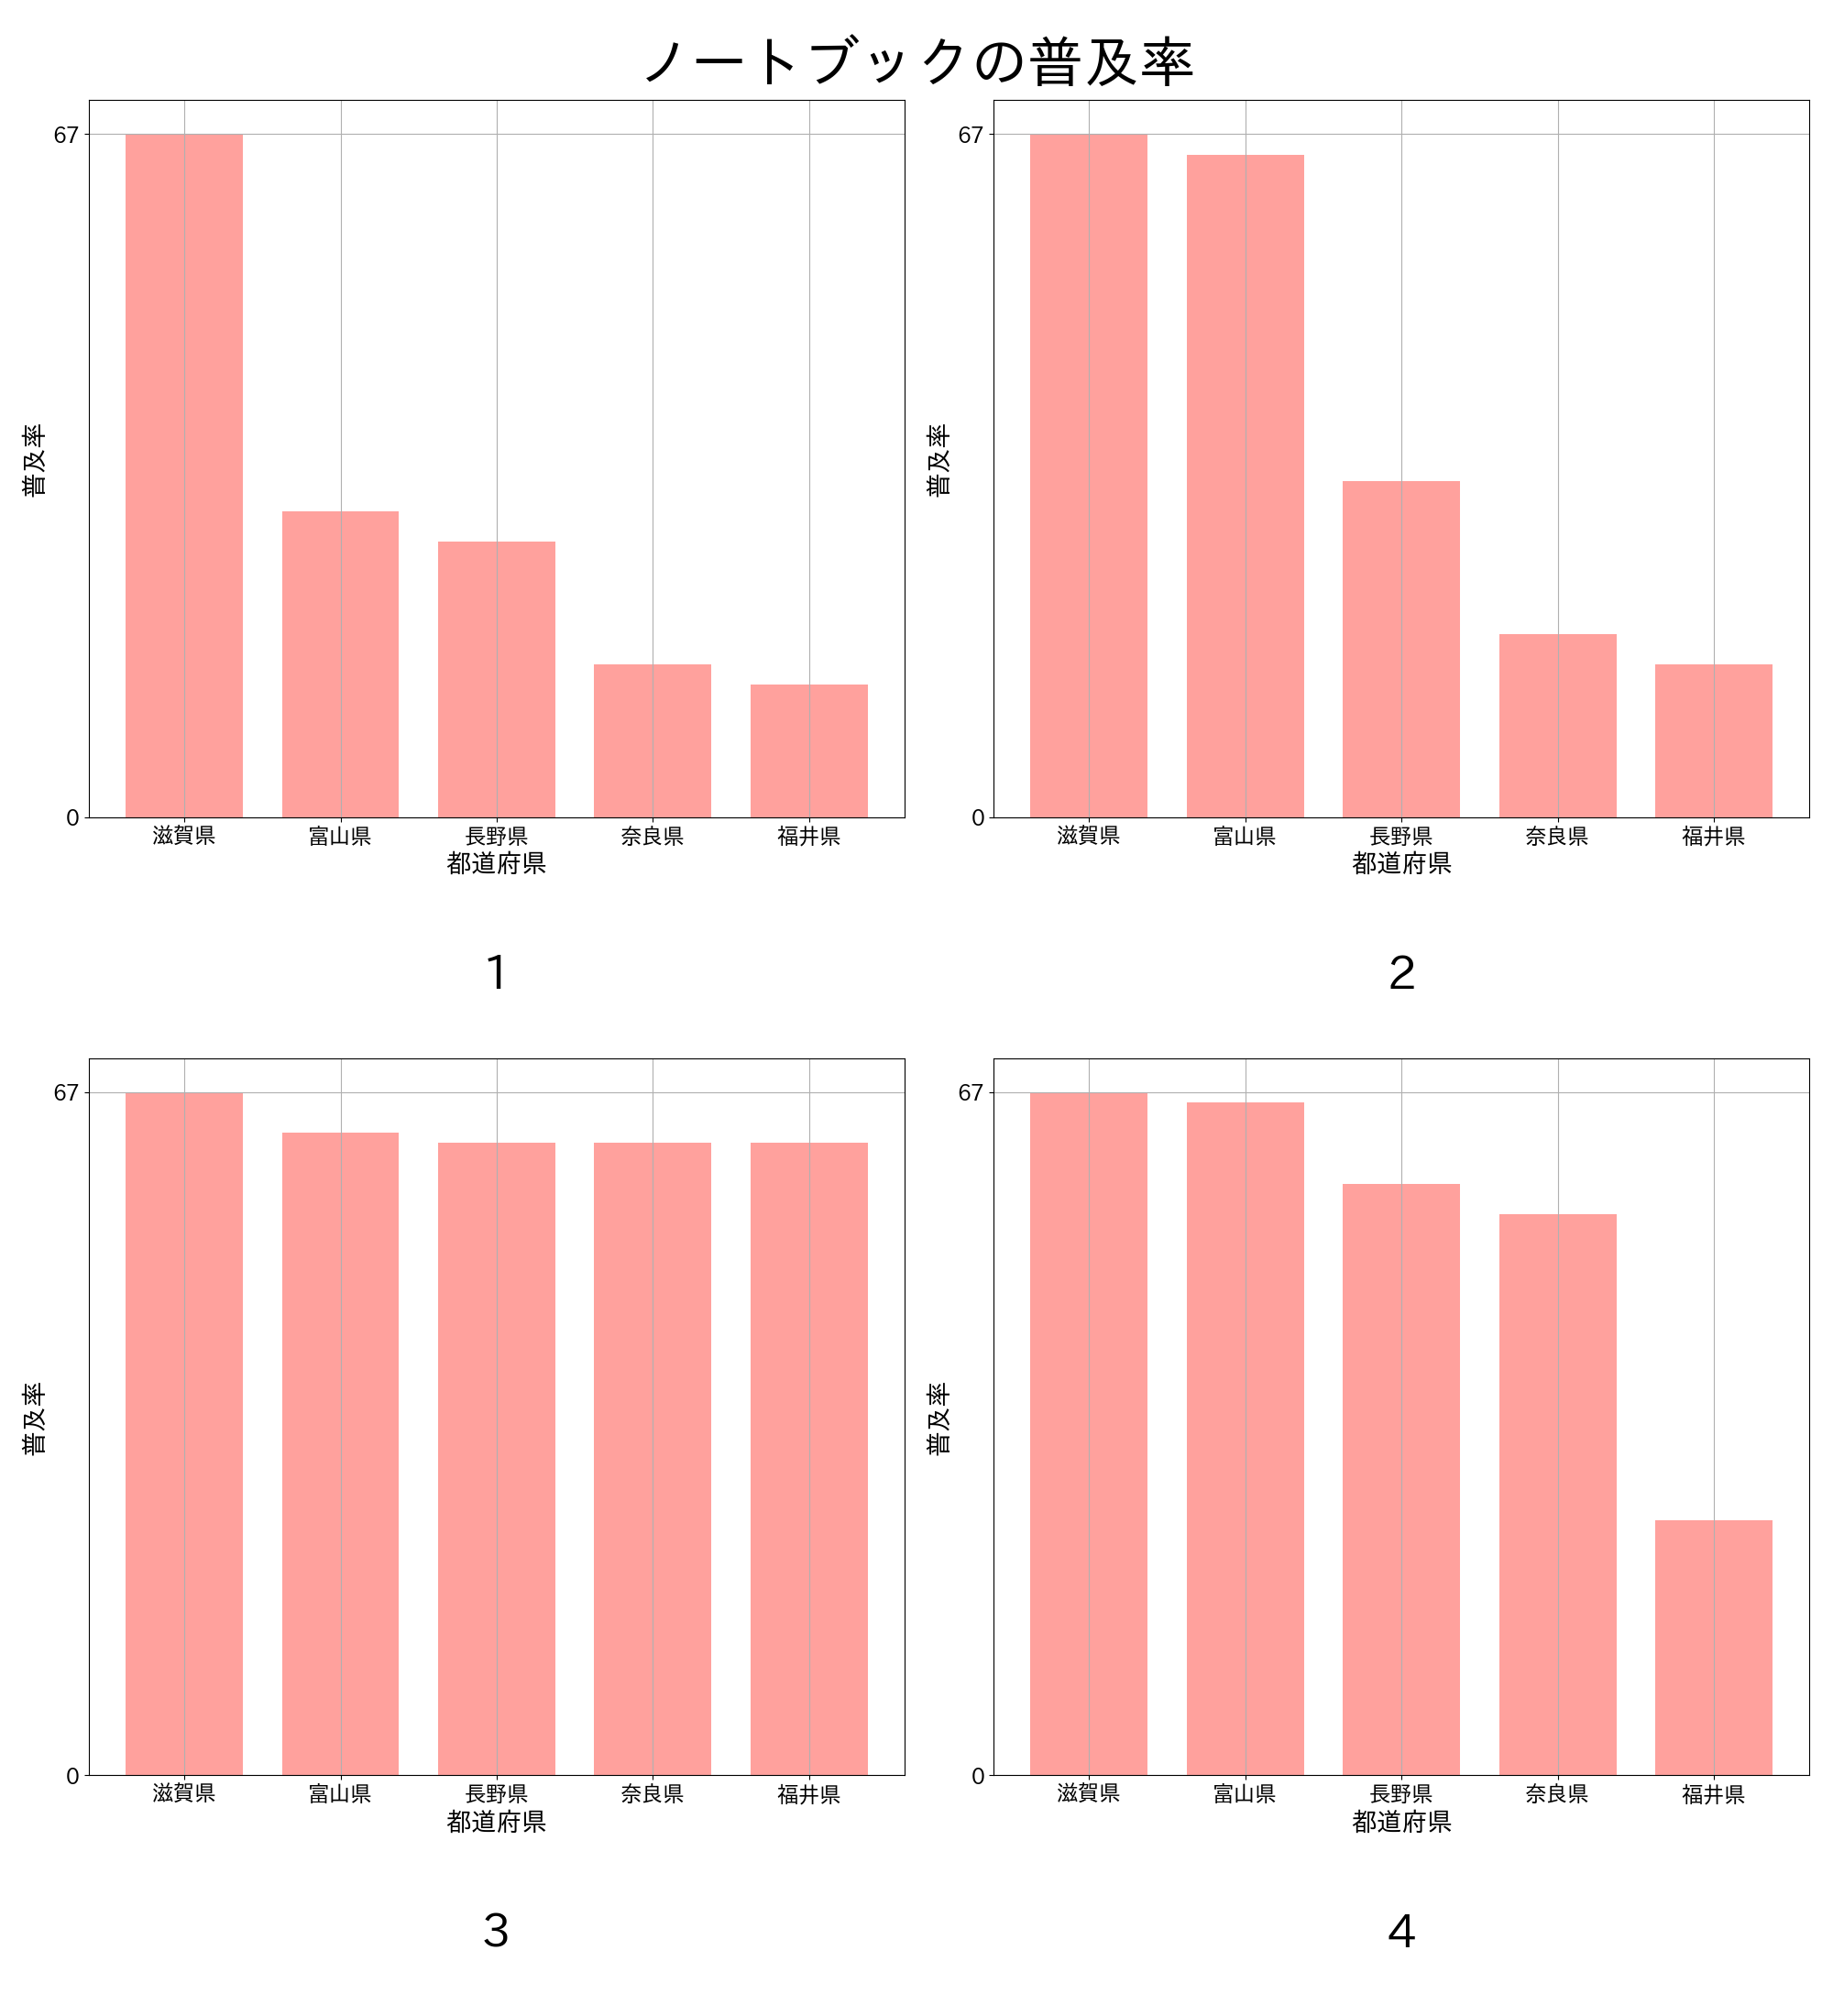 ノートブックの普及率
67
0
普及率
滋賀県 富山県 長野県 奈良県 福井県
都道府県
1
67
0
普及率
滋賀県 富山県 長野県 奈良県 福井県
都道府県
2
67
0
普及率
滋賀県 富山県 長野県 奈良県 福井県
都道府県
3
67
0
普及率
滋賀県 富山県 長野県 奈良県 福井県
都道府県
4